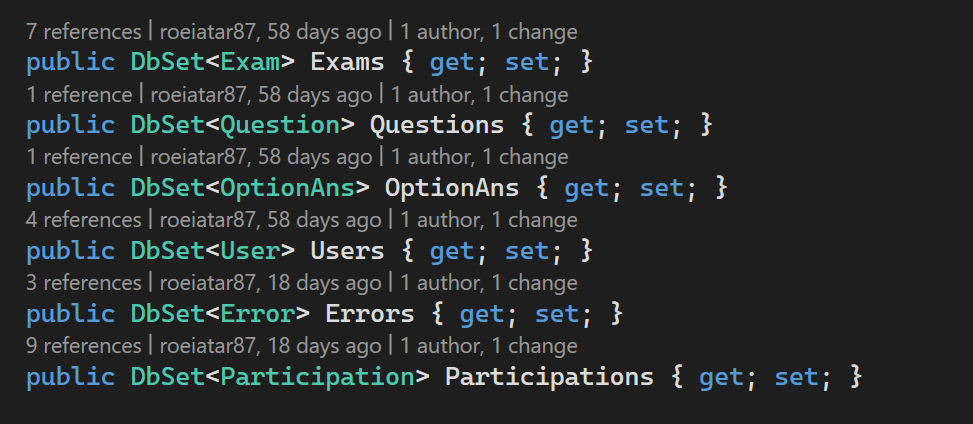 7 references | roeiatar87, 58 days ago | 1 author, 1 change
public DbSet<Exam> Exams { get; set; }
1 reference | roeiatar87, 58 days ago | 1 author, 1 change
public DbSet<Question> Questions { get; set; }
1 reference | roeiatar87, 58 days ago | 1 author, 1 change
public DbSet<OptionAns> OptionAns { get; set; }
4 references | roeiatar87, 58 days ago | 1 author, 1 change
public DbSet<User> Users { get; set; }
3 references | roeiatar87, 18 days ago | 1 author, 1 change
public DbSet<Error> Errors { get; set; }
9 references | roeiatar87, 18 days ago | 1 author, 1 change
public DbSet<Participation> Participations { get; set; }